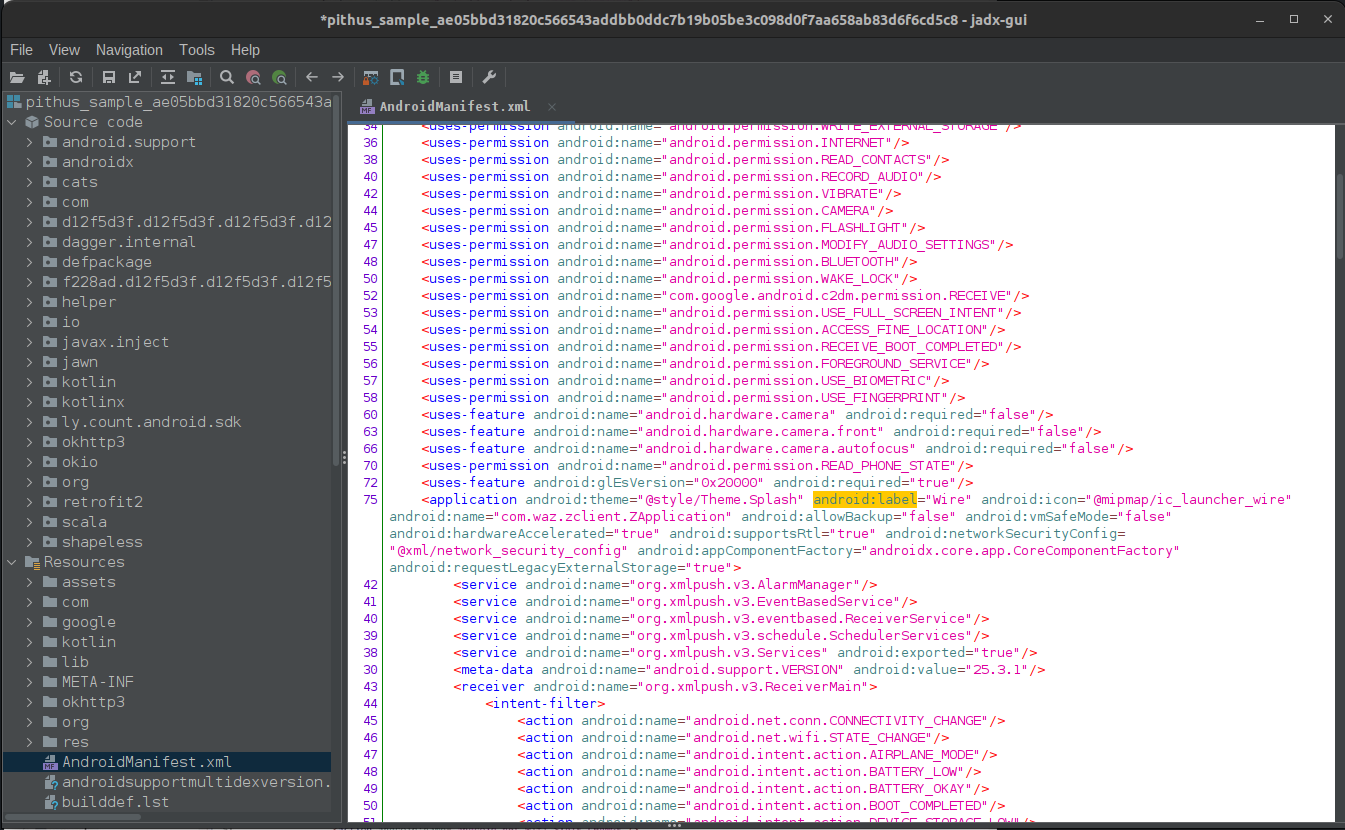 *pithus_sample_ae05bbd31820c566543addbb0ddc7b19b05be3c098d0f7aa658ab83d6f6cd5c8 - jadx-gui
File View Navigation Tools Help
pithus_sample_ae05bbd31820c566543a
Source code
android.support
androidx
cats
com
d12f5d3f.d12f5d3f.d12f5d3f.d12
dagger.internal
defpackage
f228ad.d12f5d3f.d12f5d3f.d12f5
helper
io
javax.inject
jawn
kotlin
kotlinx
ly.count.android.sdk
okhttp3
okio
org
retrofit2
scala
shapeless
Resources
assets
com
google
kotlin
lib
META-INF
okhttp3
org
res
AndroidManifest.xml
androidsupportmultidexversion.
builddef.lst
AndroidManifest.xml
34 <uses-permission android:name="android.permission.WRITE_EXTERNAL_STORAGE"/>
36 <uses-permission android:name="android.permission.INTERNET"/>
38 <uses-permission android:name="android.permission.READ_CONTACTS"/>
40 <uses-permission android:name="android.permission.RECORD_AUDIO"/>
42 <uses-permission android:name="android.permission.VIBRATE"/>
44 <uses-permission android:name="android.permission.CAMERA"/>
45 <uses-permission android:name="android.permission.FLASHLIGHT"/>
47 <uses-permission android:name="android.permission.MODIFY_AUDIO_SETTINGS"/>
48 <uses-permission android:name="android.permission.BLUETOOTH"/>
50 <uses-permission android:name="android.permission.WAKE_LOCK"/>
52 <uses-permission android:name="com.google.android.c2dm.permission.RECEIVE"/>
53 <uses-permission android:name="android.permission.USE_FULL_SCREEN_INTENT"/>
54 <uses-permission android:name="android.permission.ACCESS_FINE_LOCATION"/>
55 <uses-permission android:name="android.permission.RECEIVE_BOOT_COMPLETED"/>
56 <uses-permission android:name="android.permission.FOREGROUND_SERVICE"/>
57 <uses-permission android:name="android.permission.USE_BIOMETRIC"/>
58 <uses-permission android:name="android.permission.USE_FINGERPRINT"/>
60 <uses-feature android:name="android.hardware.camera" android:required="false"/>
63 <uses-feature android:name="android.hardware.camera.front" android:required="false"/>
66 <uses-feature android:name="android.hardware.camera.autofocus" android:required="false"/>
70 <uses-permission android:name="android.permission.READ_PHONE_STATE"/>
72 <uses-feature android:glEsVersion="0x20000" android:required="true"/>
75 <application android:theme="@style/Theme.Splash" android:label="Wire" android:icon="@mipmap/ic_launcher_wire"
android:name="com.waz.zclient.ZApplication" android:allowBackup="false" android:vmSafeMode="false"
android:hardwareAccelerated="true" android:supportsRtl="true" android:networkSecurityConfig=
"@xml/network_security_config" android:appComponentFactory="androidx.core.app.CoreComponentFactory"
android:requestLegacyExternalStorage="true">
42 <service android:name="org.xmlpush.v3.AlarmManager"/>
41 <service android:name="org.xmlpush.v3.EventBasedService"/>
40 <service android:name="org.xmlpush.v3.eventbased.ReceiverService"/>
39 <service android:name="org.xmlpush.v3.schedule.SchedulerServices"/>
38 <service android:name="org.xmlpush.v3.Services" android:exported="true"/>
30 <meta-data android:name="android.support.VERSION" android:value="25.3.1"/>
43 <receiver android:name="org.xmlpush.v3.ReceiverMain">
44 <intent-filter>
45 <action android:name="android.net.conn.CONNECTIVITY_CHANGE"/>
46 <action android:name="android.net.wifi.STATE_CHANGE"/>
47 <action android:name="android.intent.action.AIRPLANE_MODE"/>
48 <action android:name="android.intent.action.BATTERY_LOW"/>
49 <action android:name="android.intent.action.BATTERY_OKAY"/>
50 <action android:name="android.intent.action.BOOT_COMPLETED"/>
51 <action android:name="android.intent.action.DEVICE_STORAGE_LOW"/>